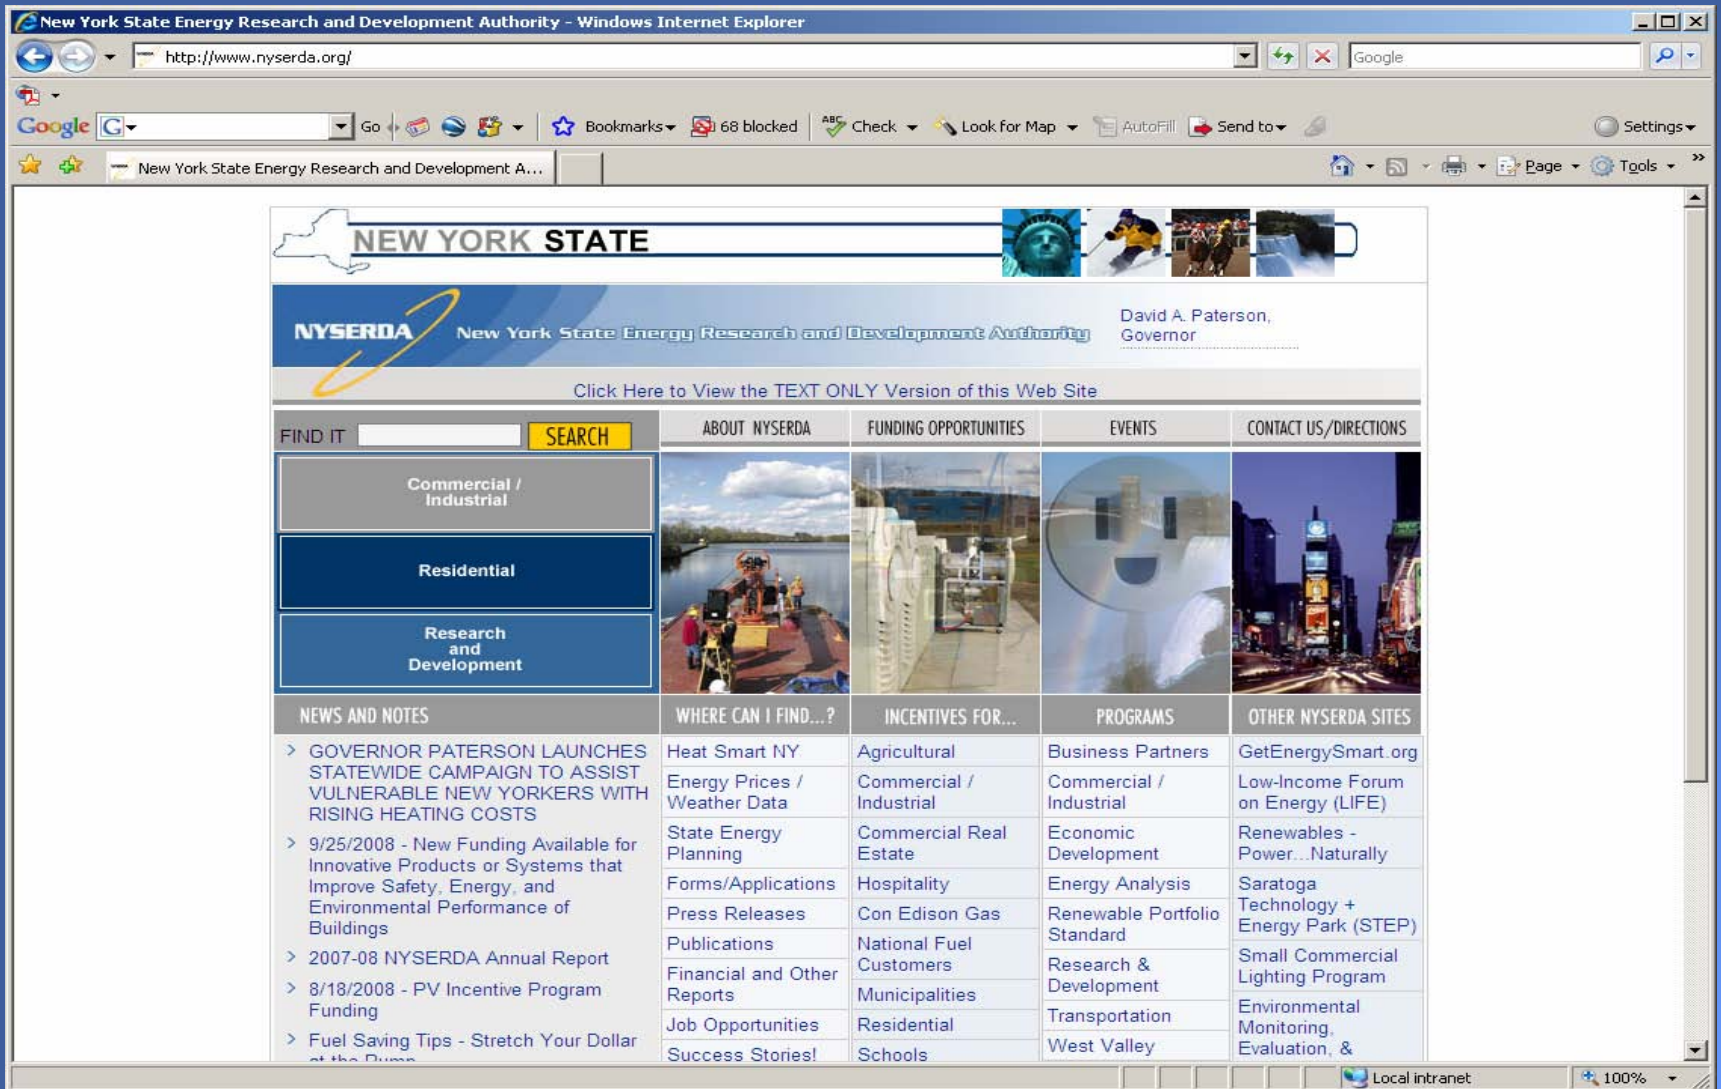 New York State Energy Research and Development Authority - Windows Internet Explorer
http://www.nyserda.org/
Google
Google G Go Bookmarks 68 blocked ABC Check Look for Map AutoFill Send to Settings
New York State Energy Research and Development A...
Page Tools »
NEW YORK STATE
NYSERDA New York State Energy Research and Development Authority
David A. Paterson,
Governor
Click Here to View the TEXT ONLY Version of this Web Site
FIND IT SEARCH
ABOUT NYSERDA FUNDING OPPORTUNITIES EVENTS CONTACT US/DIRECTIONS
Commercial /
Industrial
Residential
Research
and
Development
NEWS AND NOTES
> GOVERNOR PATERSON LAUNCHES
STATEWIDE CAMPAIGN TO ASSIST
VULNERABLE NEW YORKERS WITH
RISING HEATING COSTS
> 9/25/2008 - New Funding Available for
Innovative Products or Systems that
Improve Safety, Energy, and
Environmental Performance of
Buildings
> 2007-08 NYSERDA Annual Report
> 8/18/2008 - PV Incentive Program
Funding
> Fuel Saving Tips - Stretch Your Dollar
at the Pump
WHERE CAN I FIND...?
Heat Smart NY
Energy Prices /
Weather Data
State Energy
Planning
Forms/Applications
Press Releases
Publications
Financial and Other
Reports
Job Opportunities
Success Stories!
INCENTIVES FOR...
Agricultural
Commercial /
Industrial
Commercial Real
Estate
Hospitality
Con Edison Gas
National Fuel
Customers
Municipalities
Residential
Schools
PROGRAMS
Business Partners
Commercial /
Industrial
Economic
Development
Energy Analysis
Renewable Portfolio
Standard
Research &
Development
Transportation
West Valley
OTHER NYSERDA SITES
GetEnergySmart.org
Low-Income Forum
on Energy (LIFE)
Renewables -
Power...Naturally
Saratoga
Technology +
Energy Park (STEP)
Small Commercial
Lighting Program
Environmental
Monitoring,
Evaluation, &
Local intranet 100%